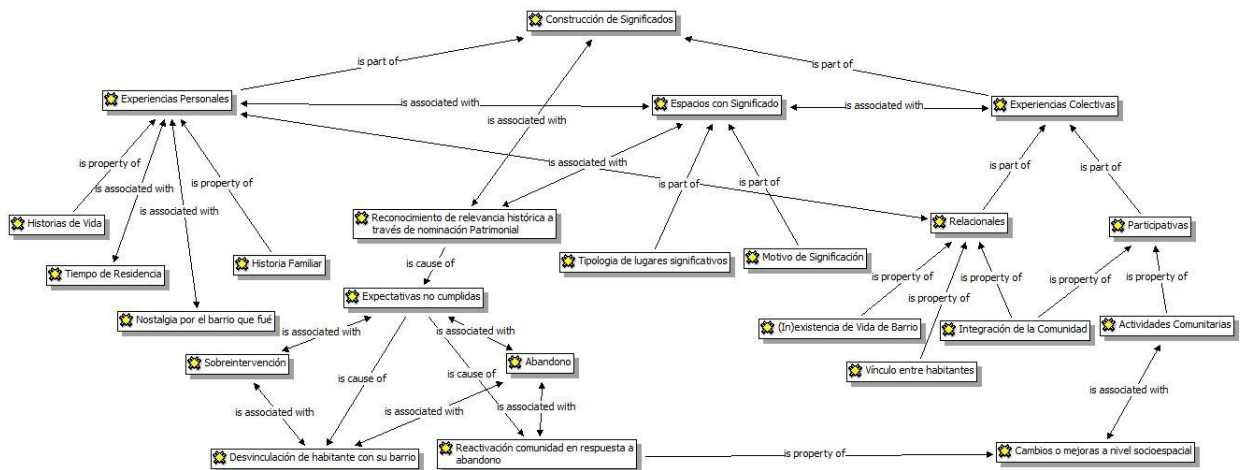 Construcción de Significados
is part of
is part of
Experiencias Personales
is associated with
Espacios con Significado
is associated with
Experiencias Colectivas
is associated with
is property of
is associated with
is associated with
is property of
is associated with
is part of
is part of
is part of
is part of
Historias de Vida
Reconocimiento de relevancia histórica a
través de nominación Patrimonial
Relacionales
Participativas
Tiempo de Residencia
Historia Familiar
is cause of
Tipologia de lugares significativos
Motivo de Significación
is property of
is property of
is property of
is property of
is property of
Nostalgia por el barrio que fué
Expectativas no cumplidas
(In)existencia de Vida de Barrio
Integración de la Comunidad
Actividades Comunitarias
is associated with
is associated with
Sobreintervención
is cause of
is cause of
Abandono
Vínculo entre habitantes
is associated with
is associated with
is associated with
is associated with
Desvinculación de habitante con su barrio
Reactivación comunidad en respuesta a
abandono
is property of
Cambios o mejoras a nivel socioespacial